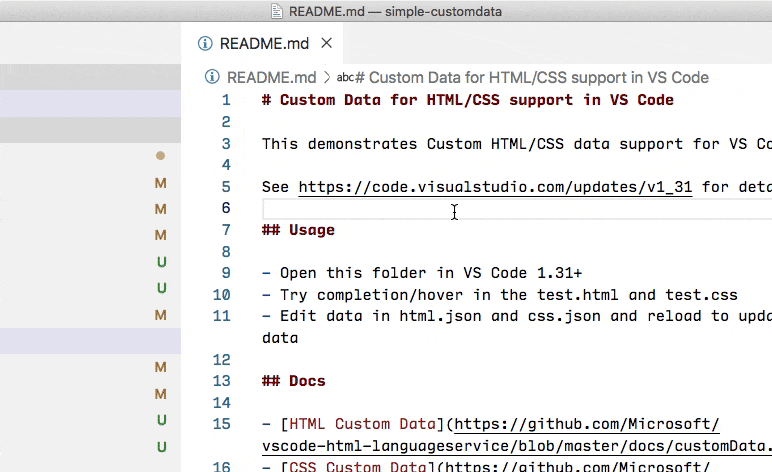 README.md — simple-customdata
README.md
README.md > abc# Custom Data for HTML/CSS support in VS Code
1 # Custom Data for HTML/CSS support in VS Code
2
3 This demonstrates Custom HTML/CSS data support for VS Co
4
5 See https://code.visualstudio.com/updates/v1_31 for deta
6
7 ## Usage
8
9 - Open this folder in VS Code 1.31+
10 - Try completion/hover in the test.html and test.css
11 - Edit data in html.json and css.json and reload to upda
data
12
13 ## Docs
14
15 - [HTML Custom Data](https://github.com/Microsoft/
vscode-html-languageservice/blob/master/docs/customData.
16 - [CSS Custom Data](https://github.com/Microsoft/
M
M
M
U
U
M
M
M
U
U